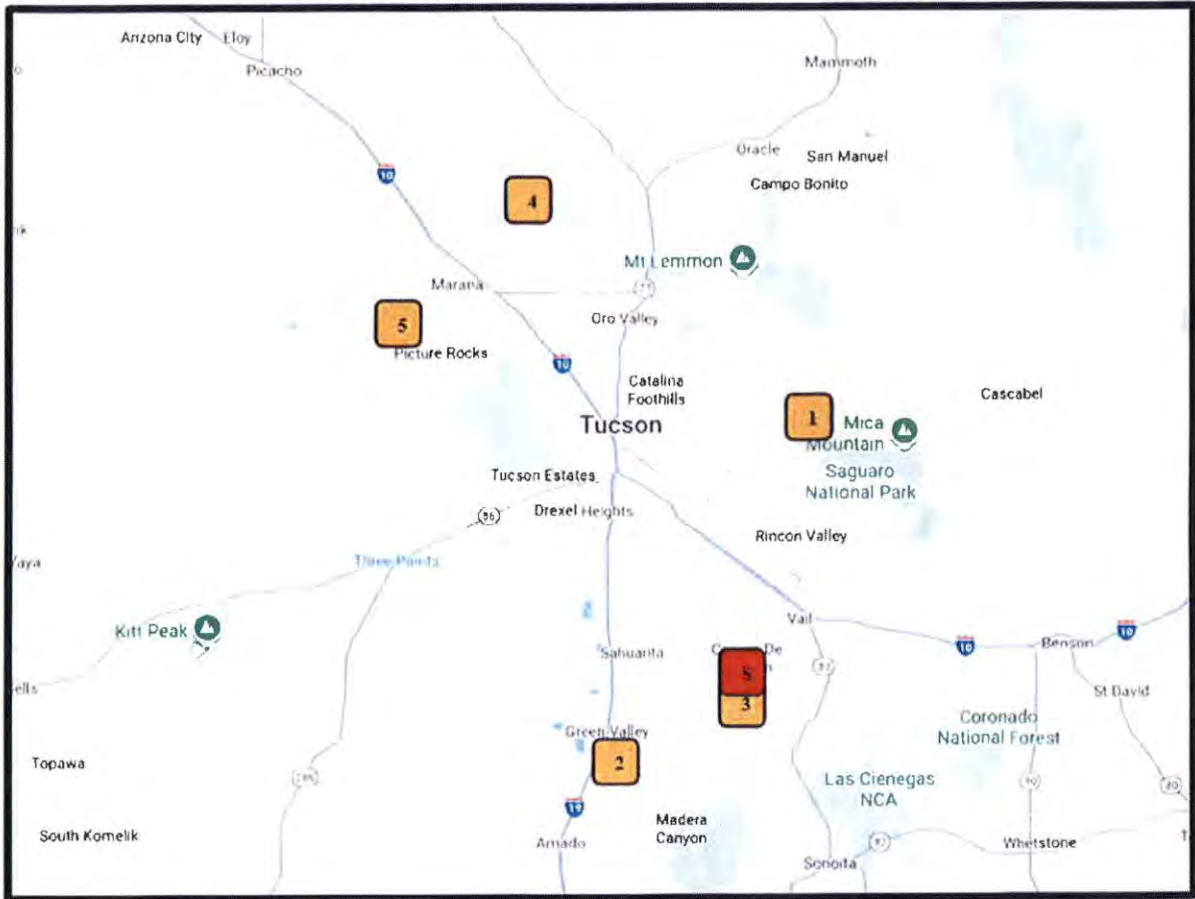 Arizona City
Eloy
Picacho
Mammoth
10
Oracle
San Manuel
Campo Bonito
4
Mt Lemmon
Marana
77
Oro Valley
5
Picture Rocks
10
Catalina
Foothills
Cascabel
Tucson
1
Mica
Mountain
Saguaro
National Park
Tucson Estates
86
Drexel Heights
Rincon Valley
Three Points
Kitt Peak
Vail
10
Benson
10
Sahuarita
De
S
3
83
St David
Green Valley
2
Coronado
National Forest
Topawa
Las Cienegas
NCA
90
80
19
South Komelik
Amado
Madera
Canyon
82
Whetstone
Sonoita